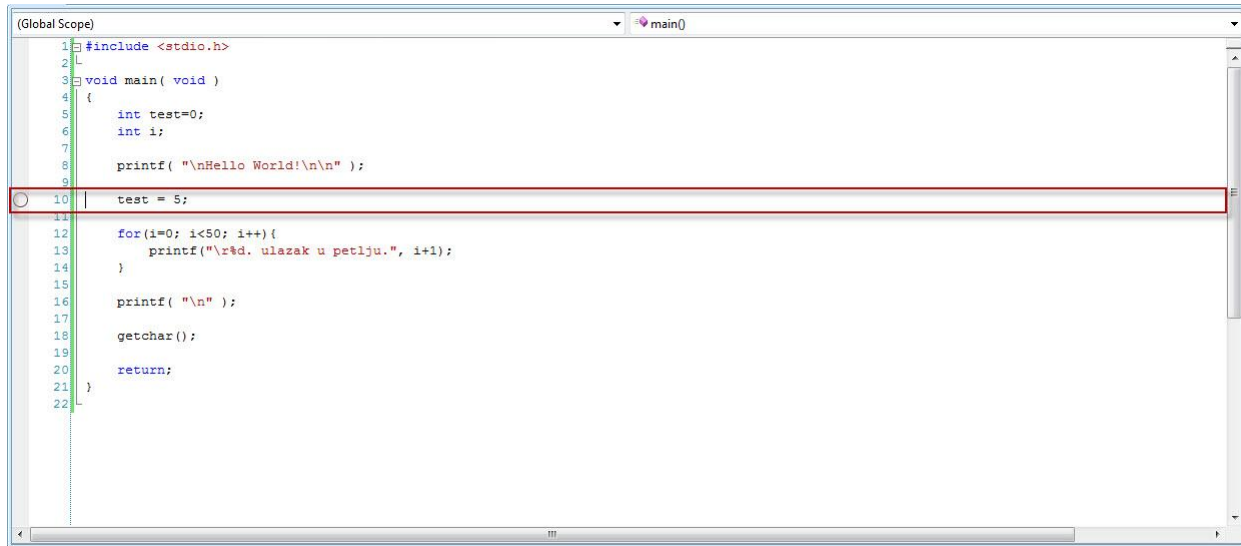 (Global Scope) main()
1 #include <stdio.h>
2
3 void main( void )
4 {
5 int test=0;
6 int i;
7
8 printf( "\nHello World!\n\n" );
9
10 test = 5;
11
12 for(i=0; i<50; i++){
13 printf("\r%d. ulazak u petlju.", i+1);
14 }
15
16 printf( "\n" );
17
18 getchar();
19
20 return;
21 }
22